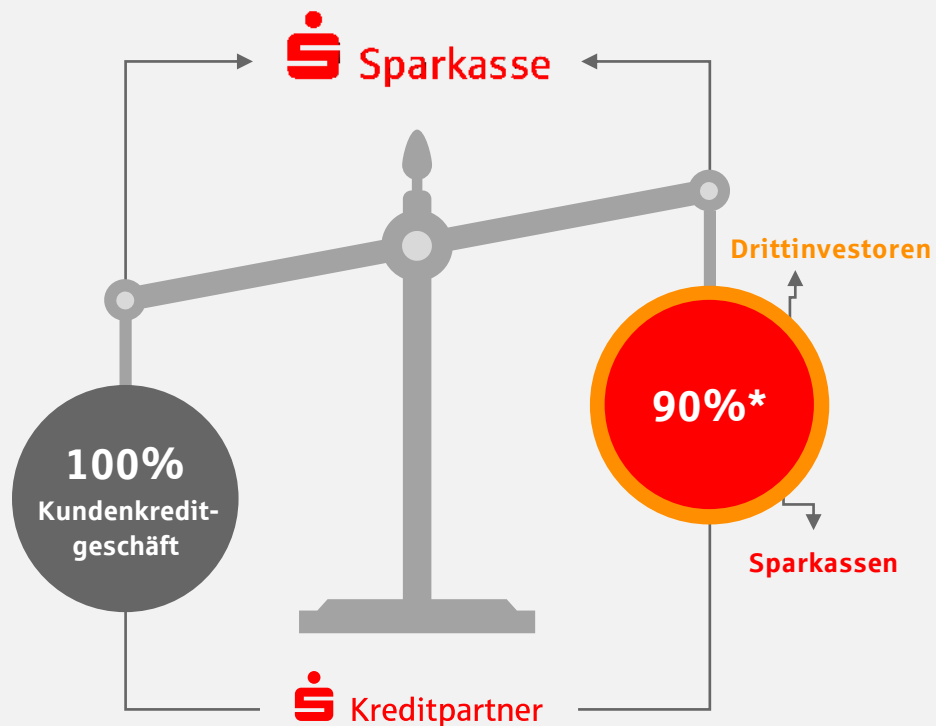 Sparkasse
Drittinvestoren
90%*
100%
Kundenkredit-
geschäft
Sparkassen
Kreditpartner